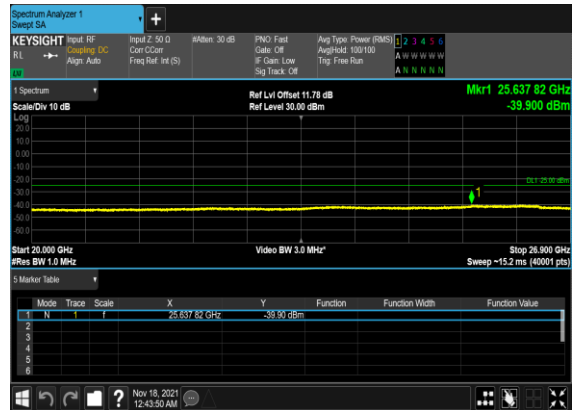 Spectrum Analyzer 1
Swept SA
+
KEYSIGHT Input: RF Input Z: 50 Ω #Atten: 30 dB PNO: Fast Avg Type: Power (RMS) 1 2 3 4 5 6
RL Coupling: DC Corr CCorr Gate: Off Avg|Hold: 100/100 A W W W W W
Align: Auto Freq Ref: Int (S) IF Gain: Low Trig: Free Run A N N N N N
Sig Track: Off
1 Spectrum Ref Lvl Offset 11.78 dB Mkr1 25.637 82 GHz
Scale/Div 10 dB Ref Level 30.00 dBm -39.900 dBm
Log
20.0
10.0
0.00
-10.0
-20.0
DL1 -25.00 dBm
-30.0
1
-40.0
-50.0
-60.0
Start 20.000 GHz Video BW 3.0 MHz* Stop 26.900 GHz
#Res BW 1.0 MHz Sweep ~15.2 ms (40001 pts)
5 Marker Table
Mode Trace Scale X Y Function Function Width Function Value
1 N 1 f 25.637 82 GHz -39.90 dBm
2
3
4
5
6
? Nov 18, 2021
12:43:50 AM